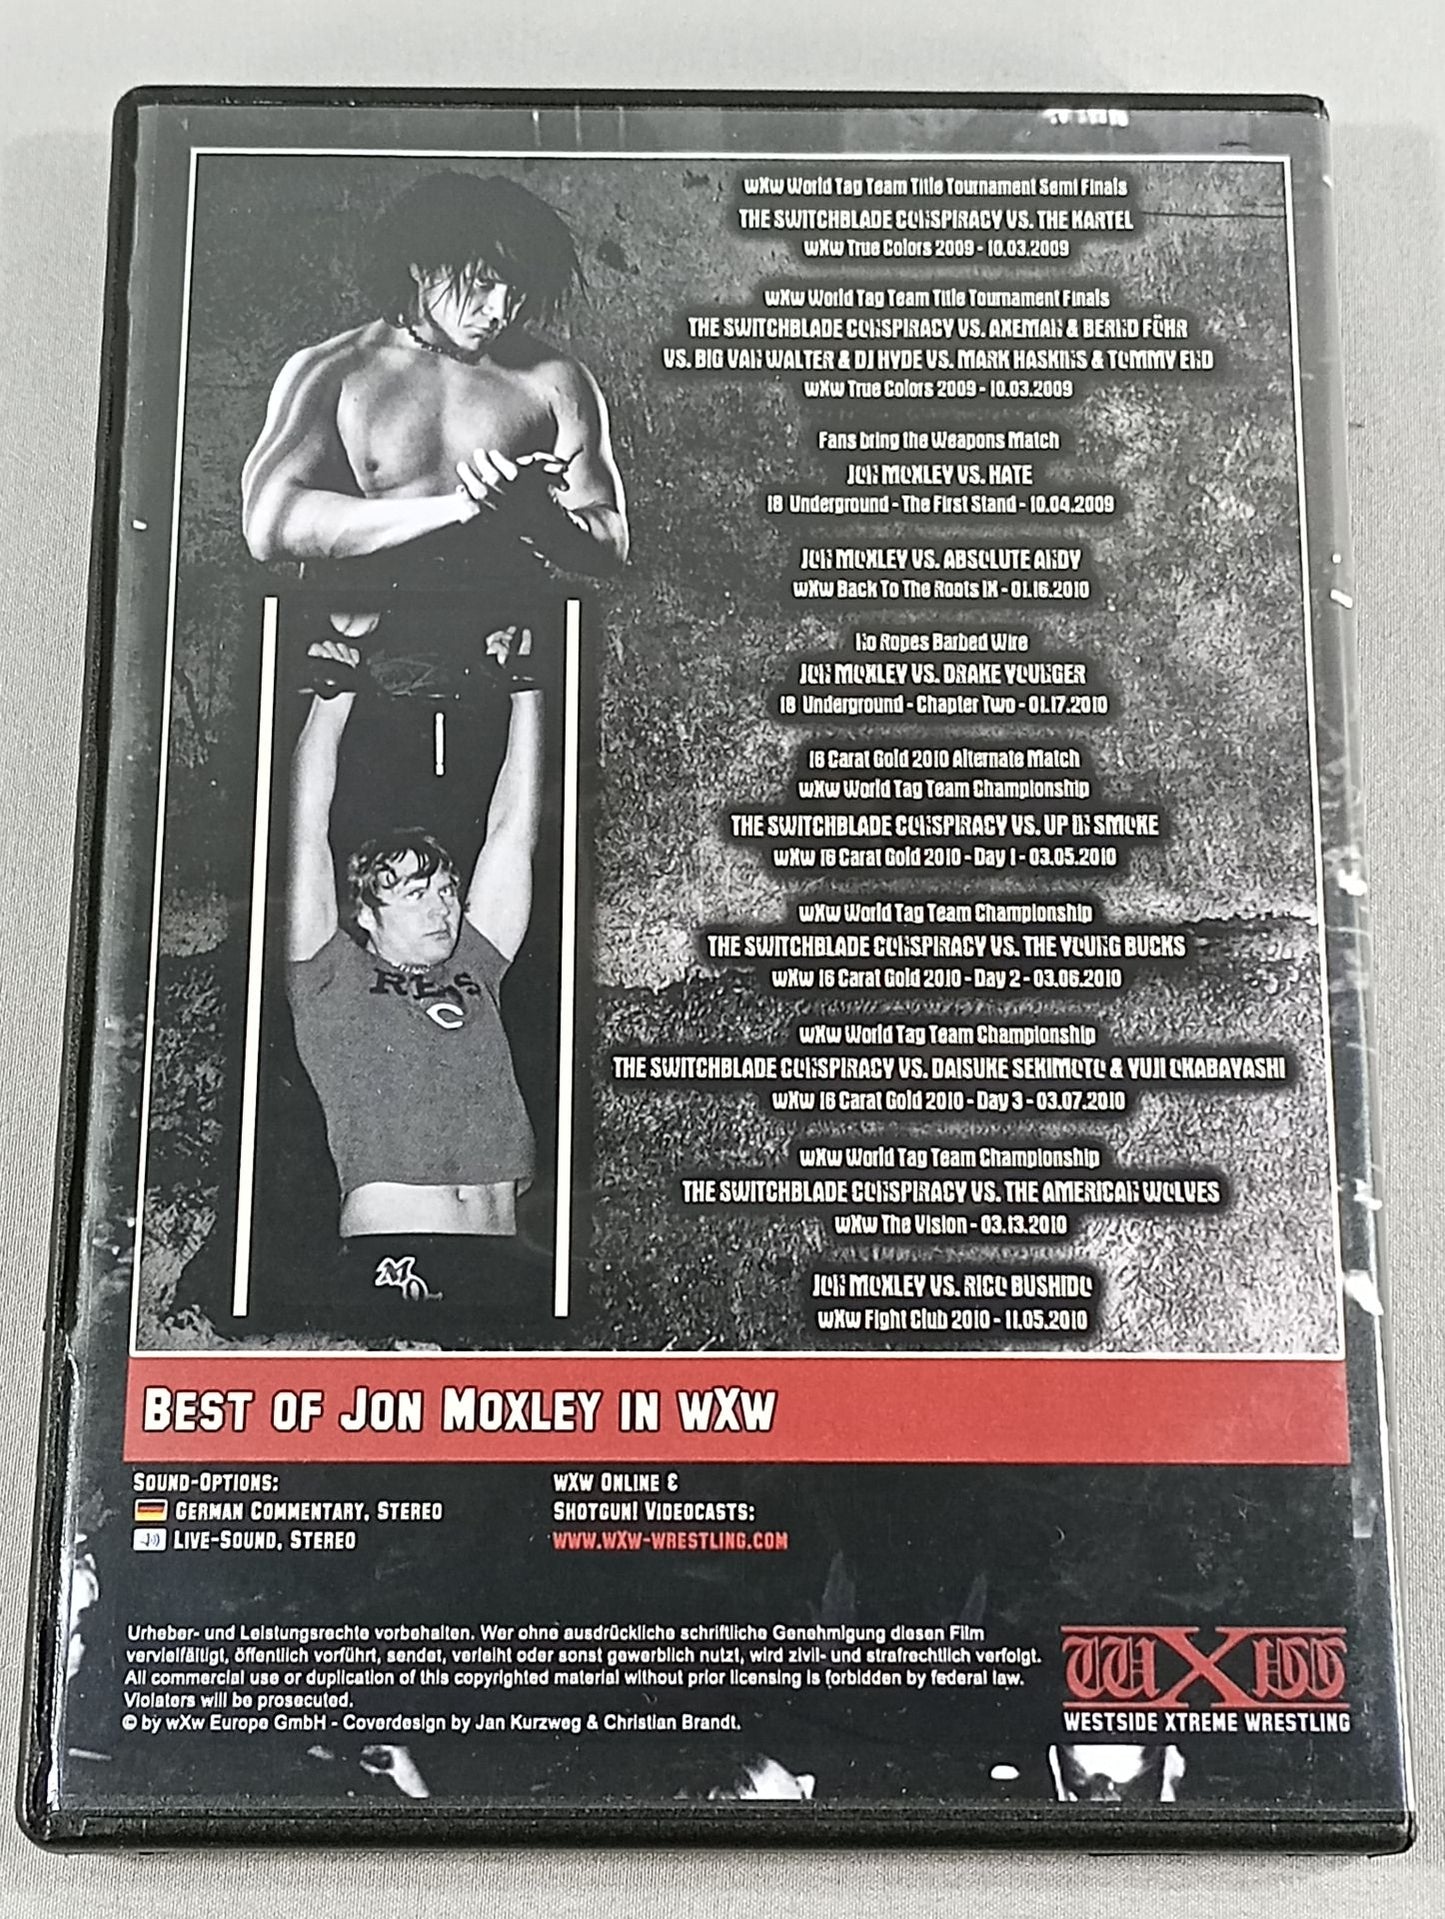 wXw World Tag Team Title Tournament Semi Finals
THE SWITCHBLADE CONSPIRACY VS. THE KARTEL
wXw True Colors 2009 - 10.03.2009
wXw World Tag Team Title Tournament Finals
THE SWITCHBLADE CONSPIRACY VS. AXEMAN & BERND FÖHR
VS. BIG VAN WALTER & DJ HYDE VS. MARK HASKINS & TOMMY END
wXw True Colors 2009 - 10.03.2009
Fans bring the Weapons Match
JON MOXLEY VS. HATE
18 Underground - The First Stand - 10.04.2009
JON MOXLEY VS. ABSOLUTE ANDY
wXw Back To The Roots IX - 01.16.2010
No Ropes Barbed Wire
JON MOXLEY VS. DRAKE YOUNGER
18 Underground - Chapter Two - 01.17.2010
16 Carat Gold 2010 Alternate Match
wXw World Tag Team Championship
THE SWITCHBLADE CONSPIRACY VS. UP IN SMOKE
wXw 16 Carat Gold 2010 - Day 1 - 03.05.2010
wXw World Tag Team Championship
THE SWITCHBLADE CONSPIRACY VS. THE YOUNG BUCKS
wXw 16 Carat Gold 2010 - Day 2 - 03.06.2010
wXw World Tag Team Championship
THE SWITCHBLADE CONSPIRACY VS. DAISUKE SEKIMOTO & YUJI OKABAYASHI
wXw 16 Carat Gold 2010 - Day 3 - 03.07.2010
wXw World Tag Team Championship
THE SWITCHBLADE CONSPIRACY VS. THE AMERICAN WOLVES
wXw The Vision - 03.13.2010
JON MOXLEY VS. RICO BUSHIDO
wXw Fight Club 2010 - 11.05.2010
REDS
C
MO
BEST OF JON MOXLEY IN WXW
SOUND-OPTIONS:
GERMAN COMMENTARY, STEREO
LIVE-SOUND, STEREO
WXW ONLINE &
SHOTGUN! VIDEOCASTS:
WWW.WXW-WRESTLING.COM
Urheber- und Leistungsrechte vorbehalten. Wer ohne ausdrückliche schriftliche Genehmigung diesen Film
vervielfältigt, öffentlich vorführt, sendet, verleiht oder sonst gewerblich nutzt, wird zivil- und strafrechtlich verfolgt.
All commercial use or duplication of this copyrighted material without prior licensing is forbidden by federal law.
Violators will be prosecuted.
© by wXw Europe GmbH - Coverdesign by Jan Kurzweg & Christian Brandt.
WXW
WESTSIDE XTREME WRESTLING